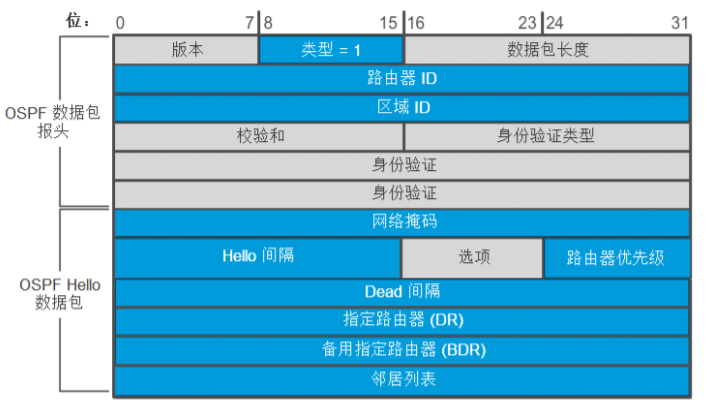 位： 0 7 8 15 16 23 24 31
版本 类型 = 1 数据包长度
路由器 ID
区域 ID
OSPF 数据包
报头
校验和 身份验证类型
身份验证
身份验证
网络掩码
Hello 间隔 选项 路由器优先级
OSPF Hello
数据包
Dead 间隔
指定路由器 (DR)
备用指定路由器 (BDR)
邻居列表